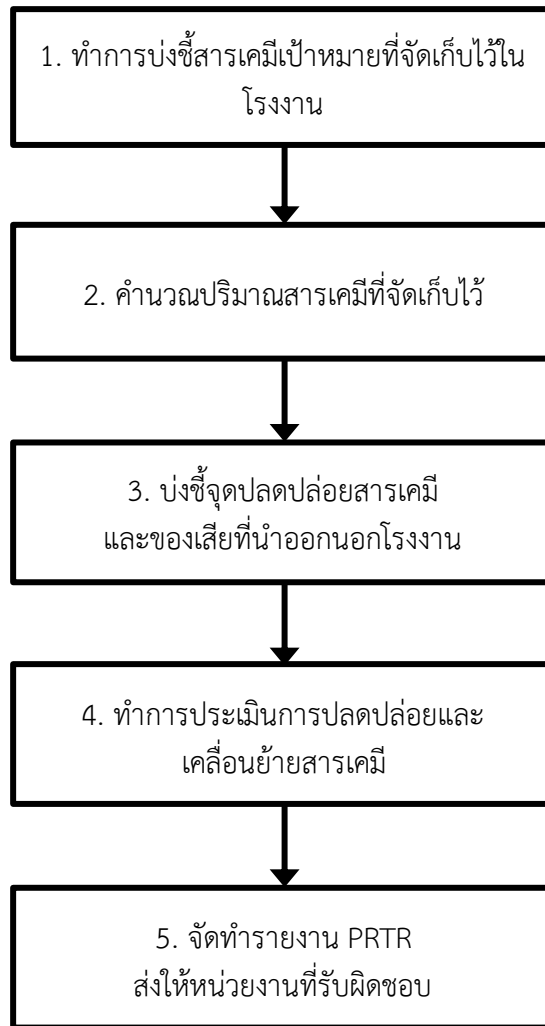 1. ทำการบ่งชี้สารเคมีเป้าหมายที่จัดเก็บไว้ใน
โรงงาน
2. คำนวณปริมาณสารเคมีที่จัดเก็บไว้
3. บ่งชี้จุดปลดปล่อยสารเคมี
และของเสียที่นำออกนอกโรงงาน
4. ทำการประเมินการปลดปล่อยและ
เคลื่อนย้ายสารเคมี
5. จัดทำรายงาน PRTR
ส่งให้หน่วยงานที่รับผิดชอบ